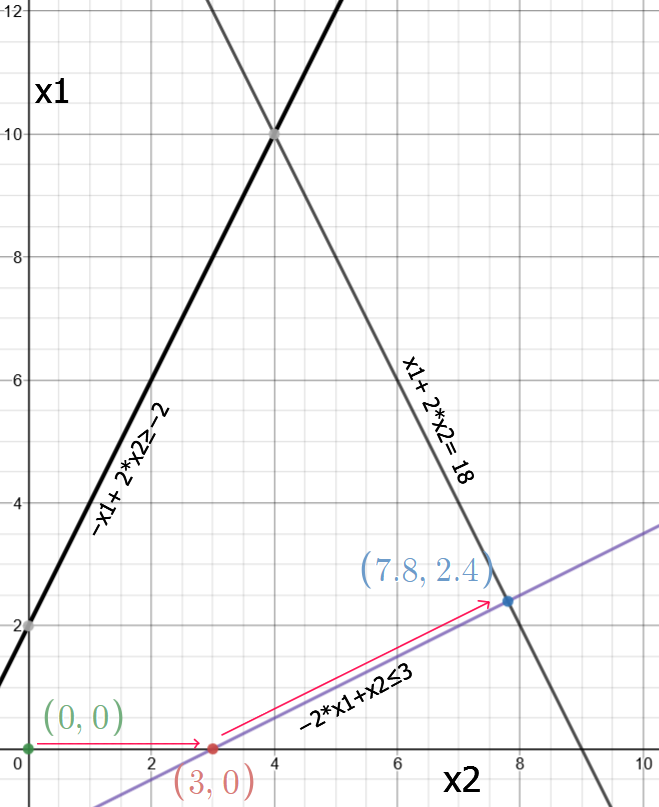 12
x1
10
8
6
x1+ 2*x2= 18
−x1+ 2*x2≥−2
4
(7.8, 2.4)
2
−2*x1+x2≤3
(0, 0)
0 2 4 6 8 10
(3, 0)
x2